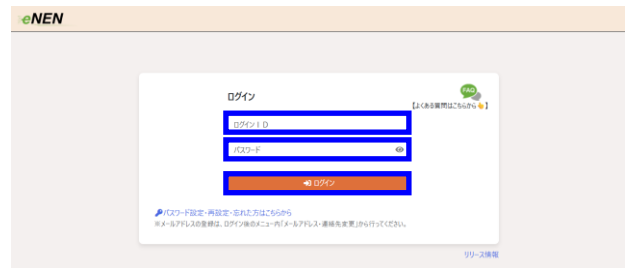 eNEN
ログイン
FAQ
【よくある質問はこちらから👆】
ログインID
パスワード
ログイン
パスワード設定・再設定・忘れた方はこちらから
※メールアドレスの登録は、ログイン後のメニュー内「メールアドレス・連絡先変更」から行ってください。
リリース情報